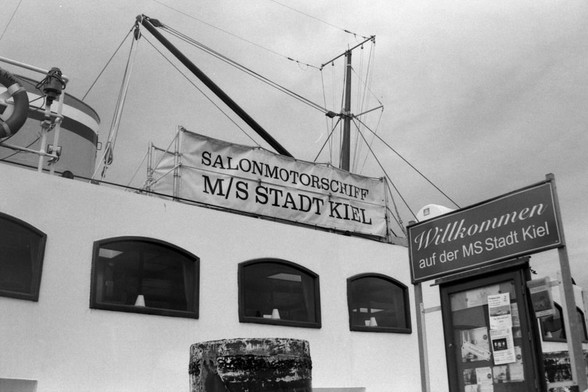 SALONMOTORSCHIFF
M/S STADT KIEL
Willkommen
auf der MS Stadt Kiel